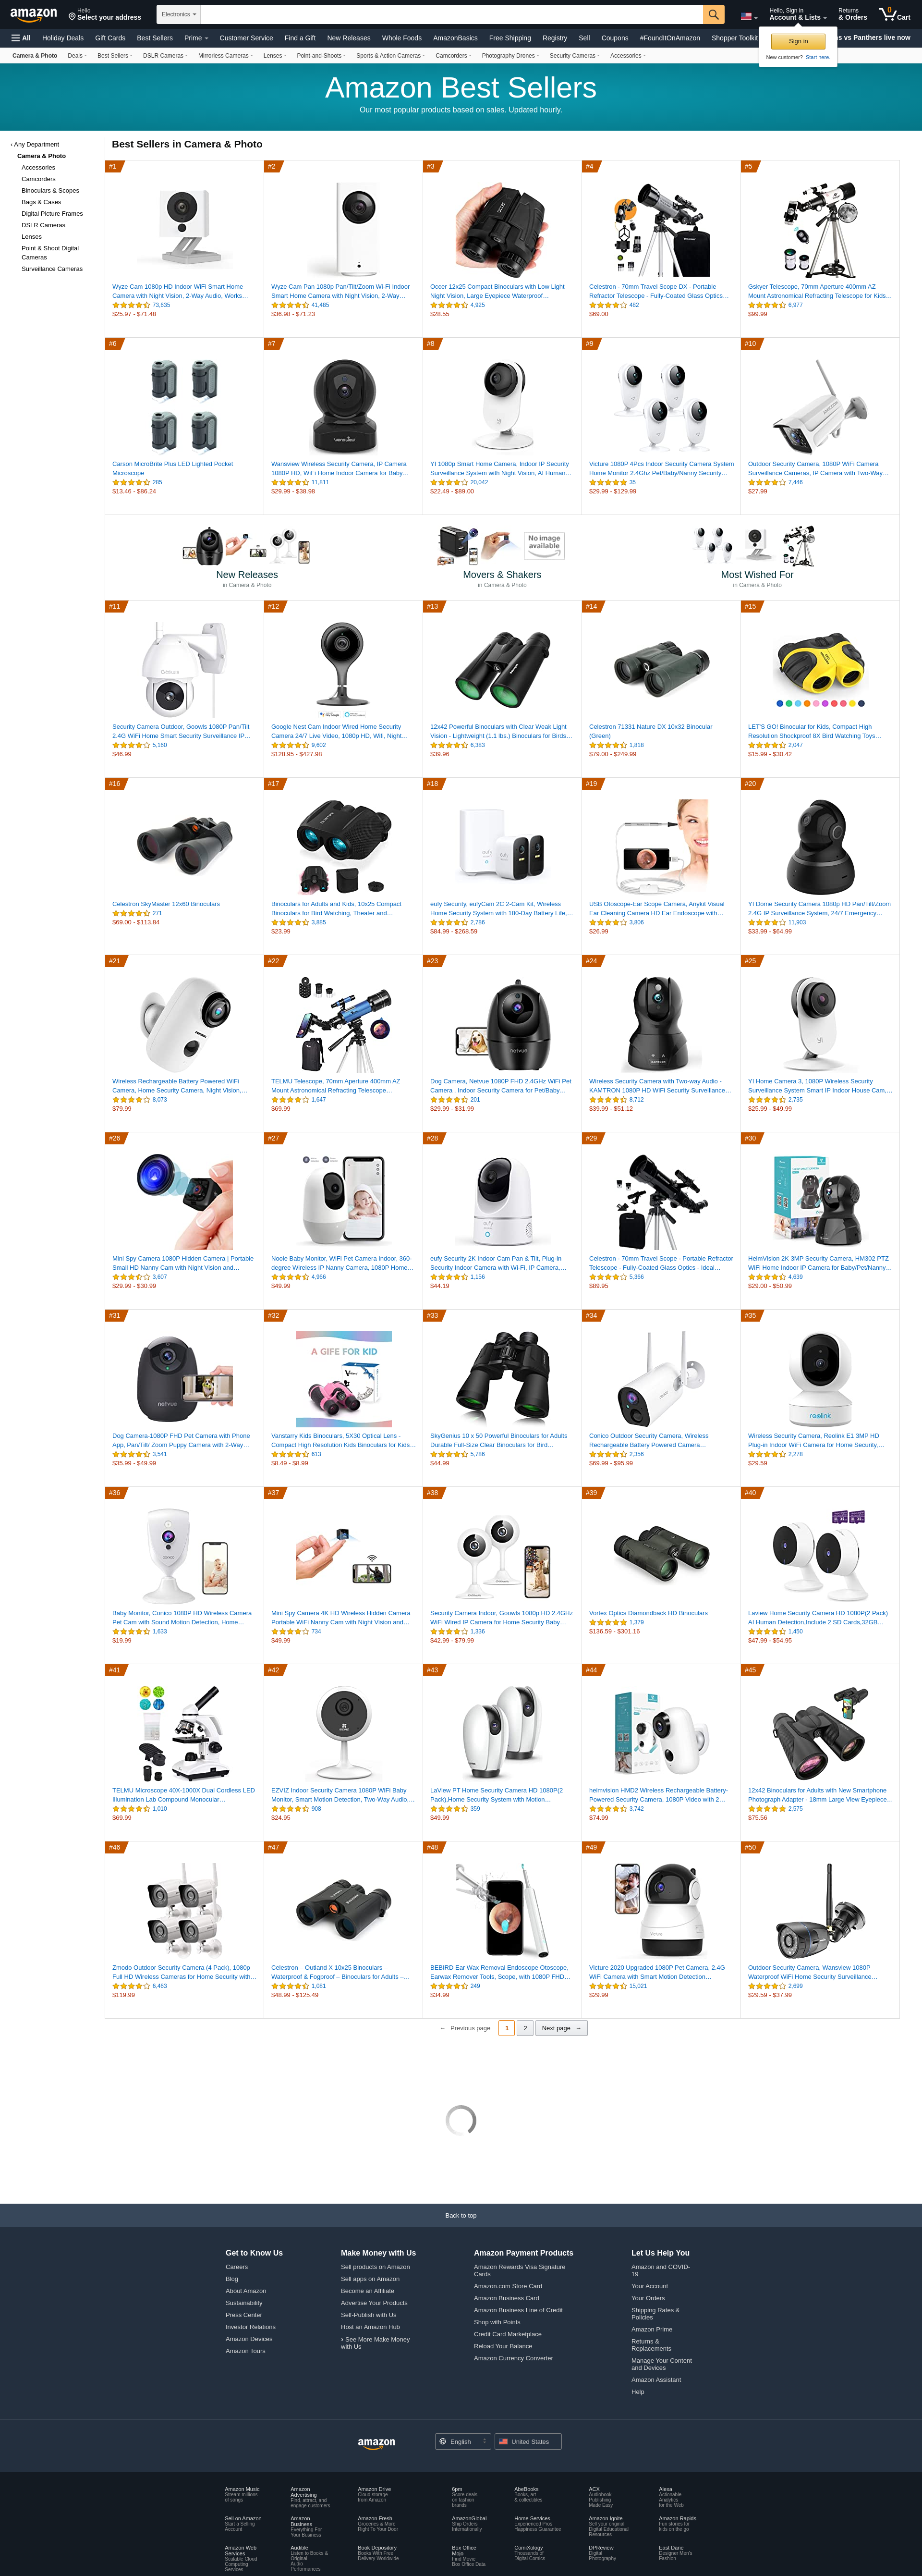 amazon
Hello
Select your address
Electronics
Hello, Sign in
Account & Lists
Returns
& Orders
0
Cart
All
Holiday Deals
Gift Cards
Best Sellers
Prime
Customer Service
Find a Gift
New Releases
Whole Foods
AmazonBasics
Free Shipping
Registry
Sell
Coupons
#FoundItOnAmazon
Shopper Toolkit
vs Panthers live now
Sign in
New customer? Start here.
Camera & Photo
Deals
Best Sellers
DSLR Cameras
Mirrorless Cameras
Lenses
Point-and-Shoots
Sports & Action Cameras
Camcorders
Photography Drones
Security Cameras
Accessories
Amazon Best Sellers
Our most popular products based on sales. Updated hourly.
‹ Any Department
Camera & Photo
Accessories
Camcorders
Binoculars & Scopes
Bags & Cases
Digital Picture Frames
DSLR Cameras
Lenses
Point & Shoot Digital
Cameras
Surveillance Cameras
Best Sellers in Camera & Photo
#1
Wyze Cam 1080p HD Indoor WiFi Smart Home
Camera with Night Vision, 2-Way Audio, Works…
73,635
$25.97 - $71.48
#2
Wyze Cam Pan 1080p Pan/Tilt/Zoom Wi-Fi Indoor
Smart Home Camera with Night Vision, 2-Way…
41,485
$36.98 - $71.23
#3
Occer 12x25 Compact Binoculars with Low Light
Night Vision, Large Eyepiece Waterproof…
4,925
$28.55
#4
Celestron - 70mm Travel Scope DX - Portable
Refractor Telescope - Fully-Coated Glass Optics…
482
$69.00
#5
Gskyer Telescope, 70mm Aperture 400mm AZ
Mount Astronomical Refracting Telescope for Kids…
6,977
$99.99
#6
Carson MicroBrite Plus LED Lighted Pocket
Microscope
285
$13.46 - $86.24
#7
Wansview Wireless Security Camera, IP Camera
1080P HD, WiFi Home Indoor Camera for Baby…
11,811
$29.99 - $38.98
#8
YI 1080p Smart Home Camera, Indoor IP Security
Surveillance System with Night Vision, AI Human…
20,042
$22.49 - $89.00
#9
Victure 1080P 4Pcs Indoor Security Camera System
Home Monitor 2.4Ghz Pet/Baby/Nanny Security…
35
$29.99 - $129.99
#10
Outdoor Security Camera, 1080P WiFi Camera
Surveillance Cameras, IP Camera with Two-Way…
7,446
$27.99
No image
available
New Releases
in Camera & Photo
Movers & Shakers
in Camera & Photo
Most Wished For
in Camera & Photo
#11
Security Camera Outdoor, Goowls 1080P Pan/Tilt
2.4G WiFi Home Smart Security Surveillance IP…
5,160
$46.99
#12
Google Nest Cam Indoor Wired Home Security
Camera 24/7 Live Video, 1080p HD, Wifi, Night…
9,602
$128.95 - $427.98
#13
12x42 Powerful Binoculars with Clear Weak Light
Vision - Lightweight (1.1 lbs.) Binoculars for Birds…
6,383
$39.96
#14
Celestron 71331 Nature DX 10x32 Binocular
(Green)
1,818
$79.00 - $249.99
#15
LET'S GO! Binocular for Kids, Compact High
Resolution Shockproof 8X Bird Watching Toys…
2,047
$15.99 - $30.42
#16
Celestron SkyMaster 12x60 Binoculars
271
$69.00 - $113.84
#17
Binoculars for Adults and Kids, 10x25 Compact
Binoculars for Bird Watching, Theater and…
3,885
$23.99
#18
eufy Security, eufyCam 2C 2-Cam Kit, Wireless
Home Security System with 180-Day Battery Life,…
2,786
$84.99 - $268.59
#19
USB Otoscope-Ear Scope Camera, Anykit Visual
Ear Cleaning Camera HD Ear Endoscope with…
3,806
$26.99
#20
YI Dome Security Camera 1080p HD Pan/Tilt/Zoom
2.4G IP Surveillance System, 24/7 Emergency…
11,903
$33.99 - $64.99
#21
Wireless Rechargeable Battery Powered WiFi
Camera, Home Security Camera, Night Vision,…
8,073
$79.99
#22
TELMU Telescope, 70mm Aperture 400mm AZ
Mount Astronomical Refracting Telescope…
1,647
$69.99
#23
netvue
Dog Camera, Netvue 1080P FHD 2.4GHz WiFi Pet
Camera , Indoor Security Camera for Pet/Baby…
201
$29.99 - $31.99
#24
Wireless Security Camera with Two-way Audio -
KAMTRON 1080P HD WiFi Security Surveillance…
8,712
$39.99 - $51.12
#25
YI Home Camera 3, 1080P Wireless Security
Surveillance System Smart IP Indoor House Cam,…
2,735
$25.99 - $49.99
#26
Mini Spy Camera 1080P Hidden Camera | Portable
Small HD Nanny Cam with Night Vision and…
3,607
$29.99 - $30.99
#27
Nooie Baby Monitor, WiFi Pet Camera Indoor, 360-
degree Wireless IP Nanny Camera, 1080P Home…
4,966
$49.99
#28
eufy Security 2K Indoor Cam Pan & Tilt, Plug-in
Security Indoor Camera with Wi-Fi, IP Camera,…
1,156
$44.19
#29
Celestron - 70mm Travel Scope - Portable Refractor
Telescope - Fully-Coated Glass Optics - Ideal…
5,366
$89.95
#30
HeimVision 2K 3MP Security Camera, HM302 PTZ
WiFi Home Indoor IP Camera for Baby/Pet/Nanny…
4,639
$29.00 - $50.99
#31
netvue
Dog Camera-1080P FHD Pet Camera with Phone
App, Pan/Tilt/ Zoom Puppy Camera with 2-Way…
3,541
$35.99 - $49.99
#32
A GIFE FOR KID
Vanstarry Kids Binoculars, 5X30 Optical Lens -
Compact High Resolution Kids Binoculars for Kids…
613
$8.49 - $8.99
#33
SkyGenius 10 x 50 Powerful Binoculars for Adults
Durable Full-Size Clear Binoculars for Bird…
5,786
$44.99
#34
Conico Outdoor Security Camera, Wireless
Rechargeable Battery Powered Camera…
2,356
$69.99 - $95.99
#35
reolink
Wireless Security Camera, Reolink E1 3MP HD
Plug-in Indoor WiFi Camera for Home Security,…
2,278
$29.59
#36
Baby Monitor, Conico 1080P HD Wireless Camera
Pet Cam with Sound Motion Detection, Home…
1,633
$19.99
#37
Mini Spy Camera 4K HD Wireless Hidden Camera
Portable WiFi Nanny Cam with Night Vision and…
734
$49.99
#38
Security Camera Indoor, Goowls 1080p HD 2.4GHz
WiFi Wired IP Camera for Home Security Baby…
1,336
$42.99 - $79.99
#39
Vortex Optics Diamondback HD Binoculars
1,379
$136.59 - $301.16
#40
Laview Home Security Camera HD 1080P(2 Pack)
AI Human Detection,Include 2 SD Cards,32GB…
1,450
$47.99 - $54.95
#41
TELMU Microscope 40X-1000X Dual Cordless LED
Illumination Lab Compound Monocular…
1,010
$69.99
#42
EZVIZ Indoor Security Camera 1080P WiFi Baby
Monitor, Smart Motion Detection, Two-Way Audio,…
908
$24.95
#43
LaView PT Home Security Camera HD 1080P(2
Pack),Home Security System with Motion…
359
$49.99
#44
heimvision HMD2 Wireless Rechargeable Battery-
Powered Security Camera, 1080P Video with 2…
3,742
$74.99
#45
12x42 Binoculars for Adults with New Smartphone
Photograph Adapter - 18mm Large View Eyepiece…
2,575
$75.56
#46
Zmodo Outdoor Security Camera (4 Pack), 1080p
Full HD Wireless Cameras for Home Security with…
6,463
$119.99
#47
Celestron – Outland X 10x25 Binoculars –
Waterproof & Fogproof – Binoculars for Adults –…
1,081
$48.99 - $125.49
#48
BEBIRD Ear Wax Removal Endoscope Otoscope,
Earwax Remover Tools, Scope, with 1080P FHD…
249
$34.99
#49
Victure 2020 Upgraded 1080P Pet Camera, 2.4G
WiFi Camera with Smart Motion Detection…
15,021
$29.99
#50
Outdoor Security Camera, Wansview 1080P
Waterproof WiFi Home Security Surveillance…
2,699
$29.59 - $37.99
← Previous page
1
2
Next page →
Back to top
Get to Know Us
Careers
Blog
About Amazon
Sustainability
Press Center
Investor Relations
Amazon Devices
Amazon Tours
Make Money with Us
Sell products on Amazon
Sell apps on Amazon
Become an Affiliate
Advertise Your Products
Self-Publish with Us
Host an Amazon Hub
› See More Make Money
with Us
Amazon Payment Products
Amazon Rewards Visa Signature
Cards
Amazon.com Store Card
Amazon Business Card
Amazon Business Line of Credit
Shop with Points
Credit Card Marketplace
Reload Your Balance
Amazon Currency Converter
Let Us Help You
Amazon and COVID-
19
Your Account
Your Orders
Shipping Rates &
Policies
Amazon Prime
Returns &
Replacements
Manage Your Content
and Devices
Amazon Assistant
Help
amazon
English
United States
Amazon Music
Stream millions
of songs
Amazon
Advertising
Find, attract, and
engage customers
Amazon Drive
Cloud storage
from Amazon
6pm
Score deals
on fashion
brands
AbeBooks
Books, art
& collectibles
ACX
Audiobook
Publishing
Made Easy
Alexa
Actionable
Analytics
for the Web
Sell on Amazon
Start a Selling
Account
Amazon
Business
Everything For
Your Business
Amazon Fresh
Groceries & More
Right To Your Door
AmazonGlobal
Ship Orders
Internationally
Home Services
Experienced Pros
Happiness Guarantee
Amazon Ignite
Sell your original
Digital Educational
Resources
Amazon Rapids
Fun stories for
kids on the go
Amazon Web
Services
Scalable Cloud
Computing
Services
Audible
Listen to Books &
Original
Audio
Performances
Book Depository
Books With Free
Delivery Worldwide
Box Office
Mojo
Find Movie
Box Office Data
ComiXology
Thousands of
Digital Comics
DPReview
Digital
Photography
East Dane
Designer Men's
Fashion